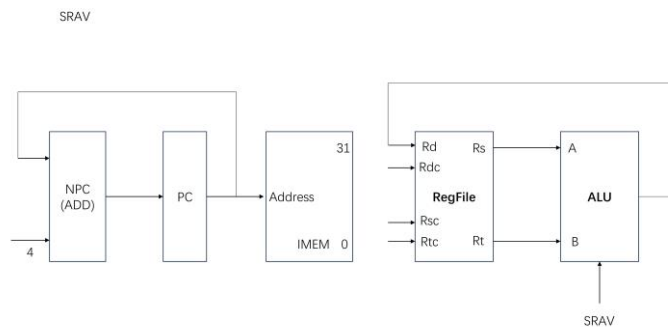 SRAV
31
Rd Rs A
Rdc
NPC
(ADD)
PC
Address
RegFile
ALU
Rsc
IMEM 0
Rtc Rt B
4
SRAV